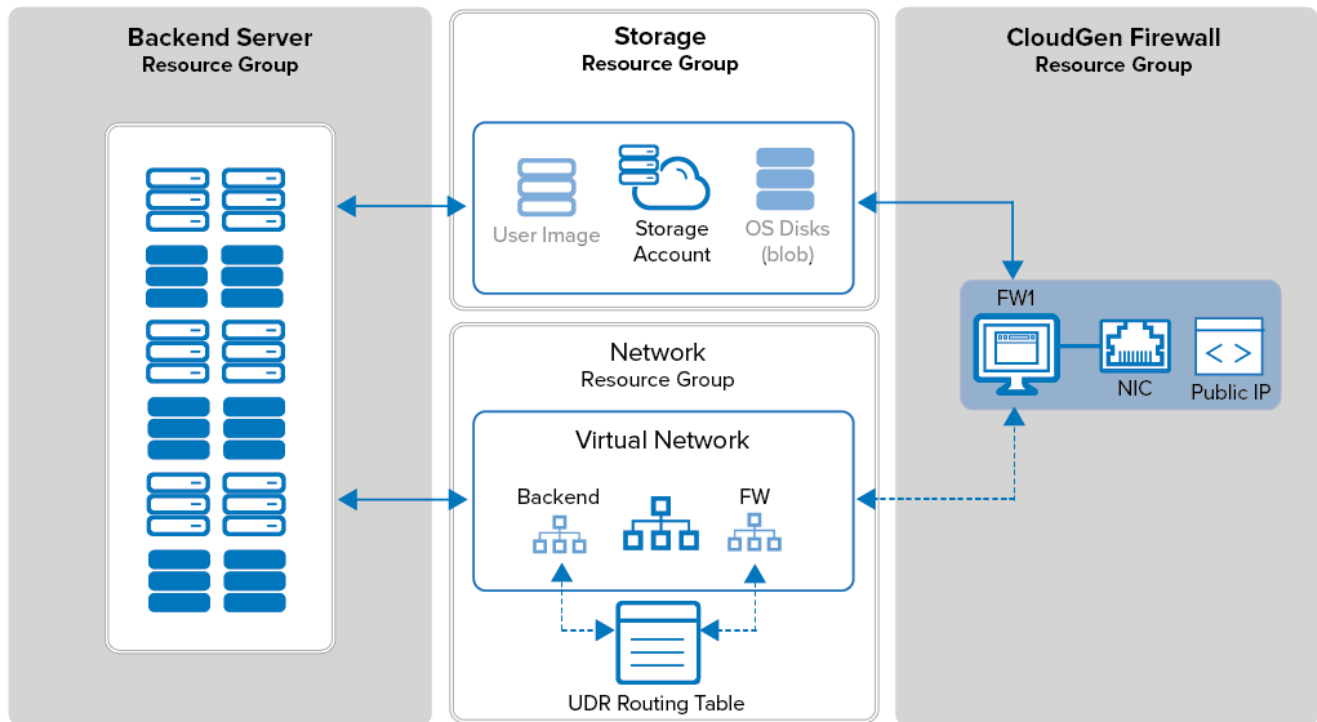 Backend Server
Resource Group
Storage
Resource Group
User Image
Storage
Account
OS Disks
(blob)
Network
Resource Group
Virtual Network
Backend
FW
UDR Routing Table
CloudGen Firewall
Resource Group
FW1
NIC
Public IP